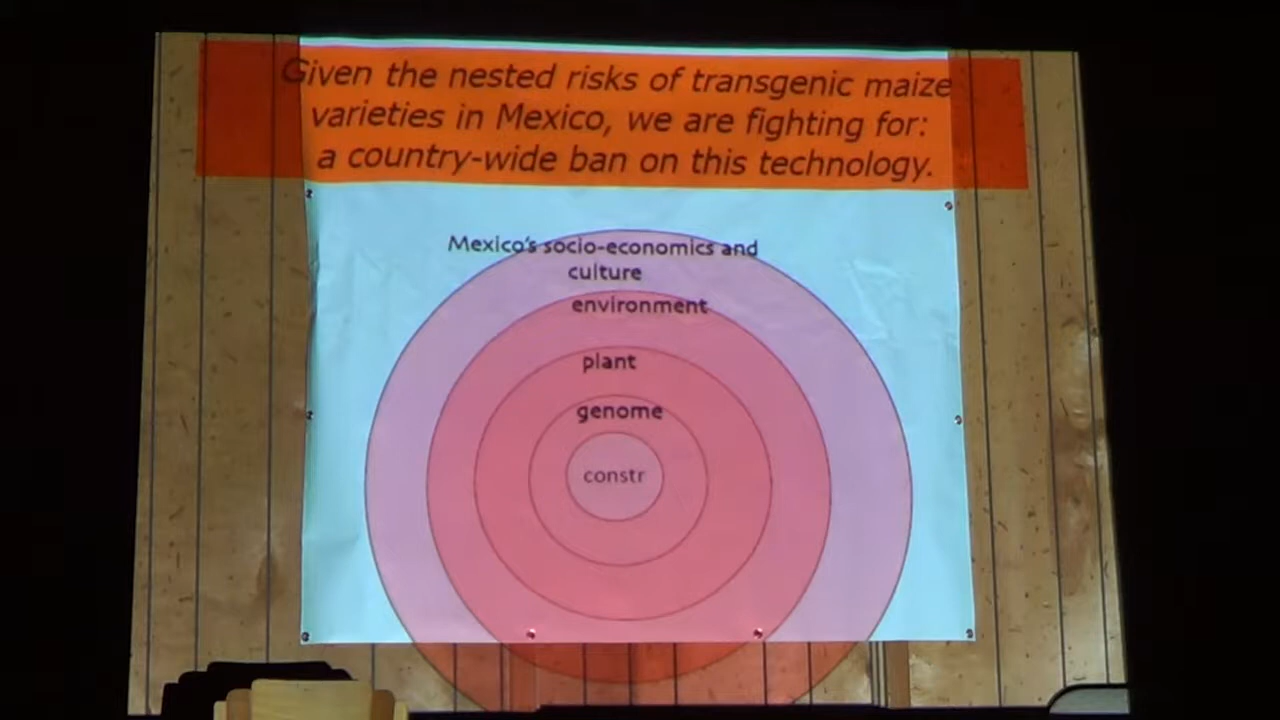 Given the nested risks of transgenic maize
varieties in Mexico, we are fighting for:
a country-wide ban on this technology.
Mexico's socio-economics and
culture
environment
plant
genome
constr